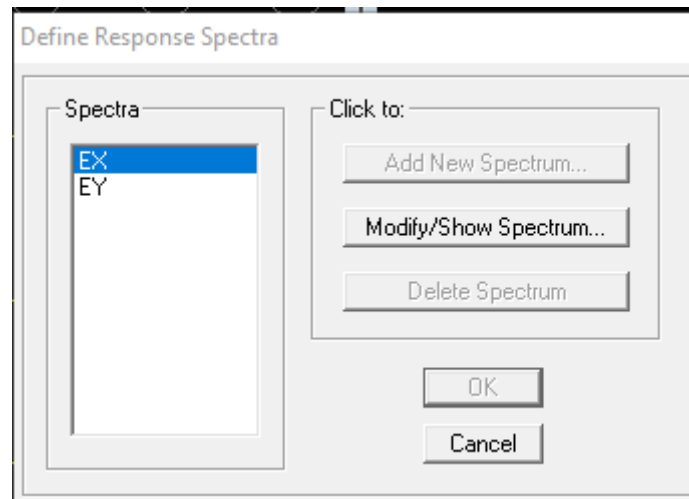 Define Response Spectra
Spectra
EX
EY
Click to:
Add New Spectrum...
Modify/Show Spectrum...
Delete Spectrum
OK
Cancel